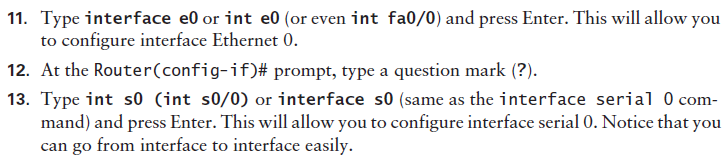 11. Type interface e0 or int e0 (or even int fa0/0) and press Enter. This will allow you
to configure interface Ethernet 0.
12. At the Router(config-if)# prompt, type a question mark (?).
13. Type int s0 (int s0/0) or interface s0 (same as the interface serial 0 com-
mand) and press Enter. This will allow you to configure interface serial 0. Notice that you
can go from interface to interface easily.